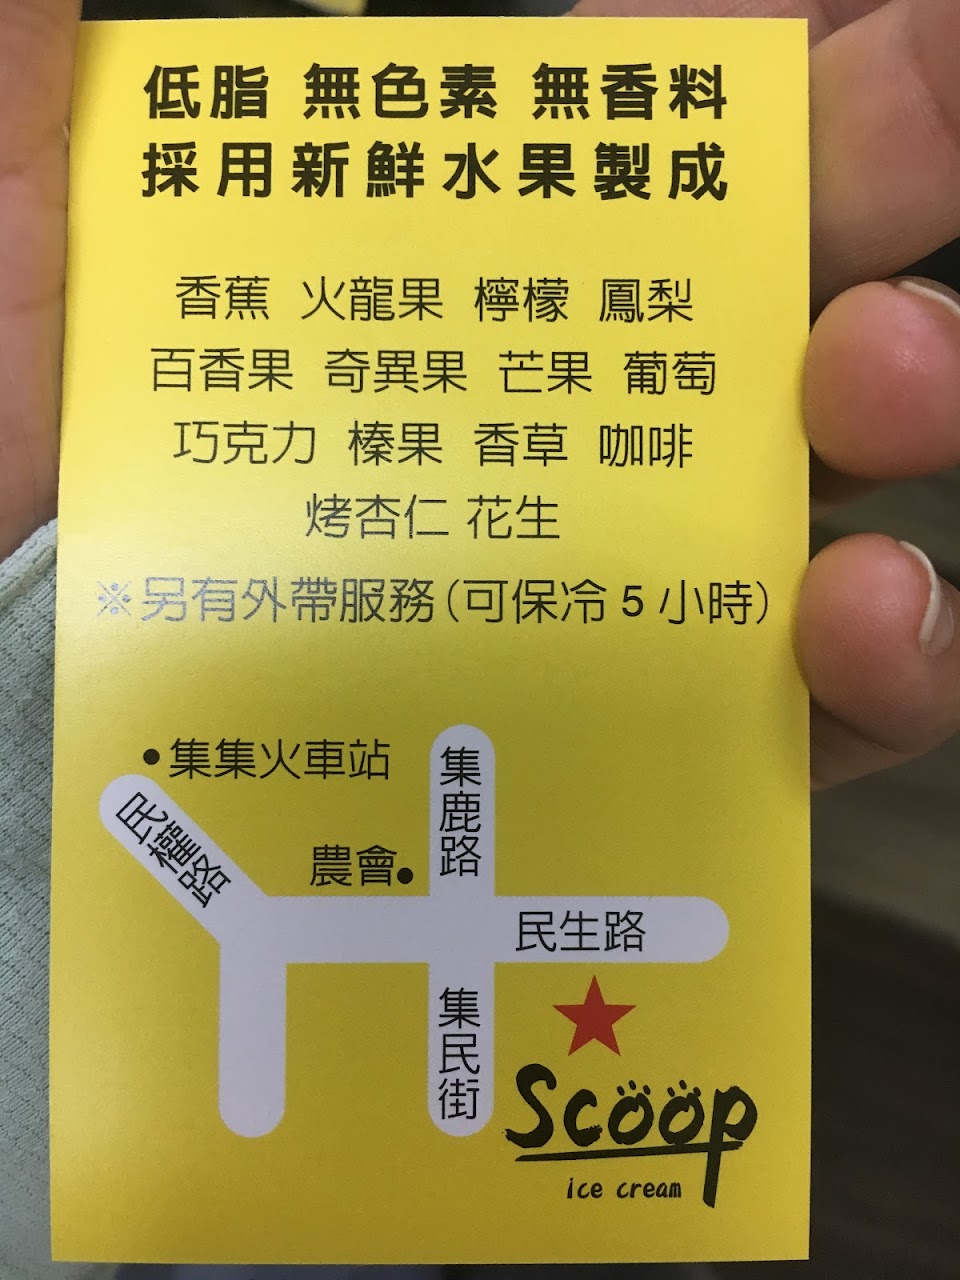 低脂 無色素 無香料
採用新鮮水果製成
香蕉 火龍果 檸檬 鳳梨
百香果 奇異果 芒果 葡萄
巧克力 榛果 香草 咖啡
烤杏仁 花生
※另有外帶服務(可保冷5小時)
•集集火車站
集鹿路
民權路
農會•
民生路
集民街
Scööp
ice cream